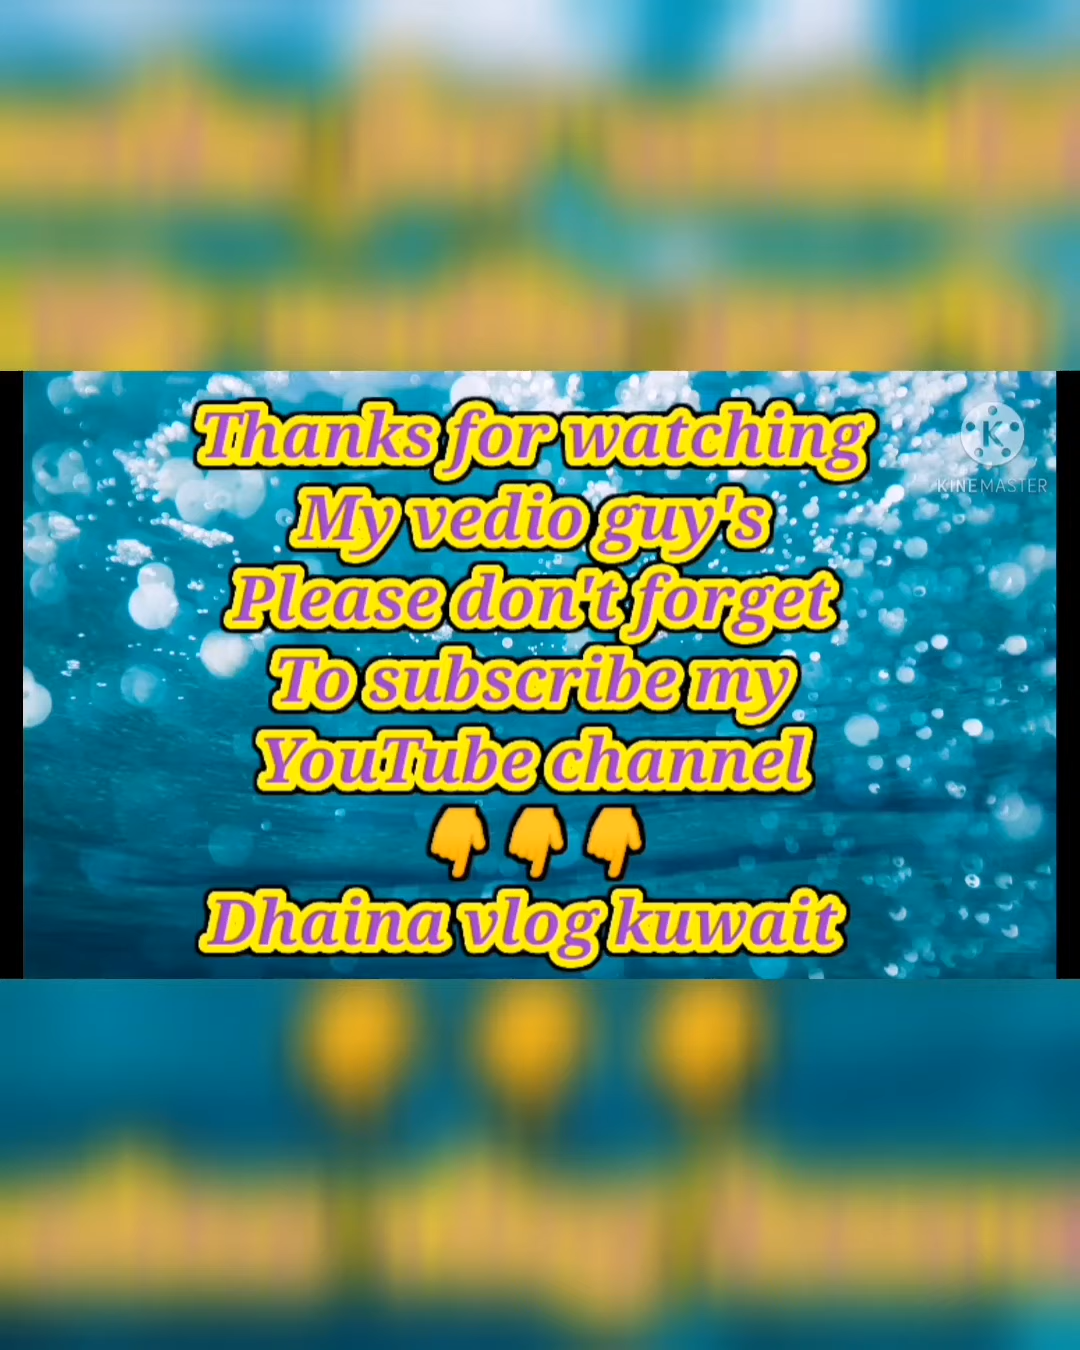 Thanks for watching
My vedio guy's
Please don't forget
To subscribe my
YouTube channel
👇👇👇
Dhaina vlog kuwait
K
KINEMASTER